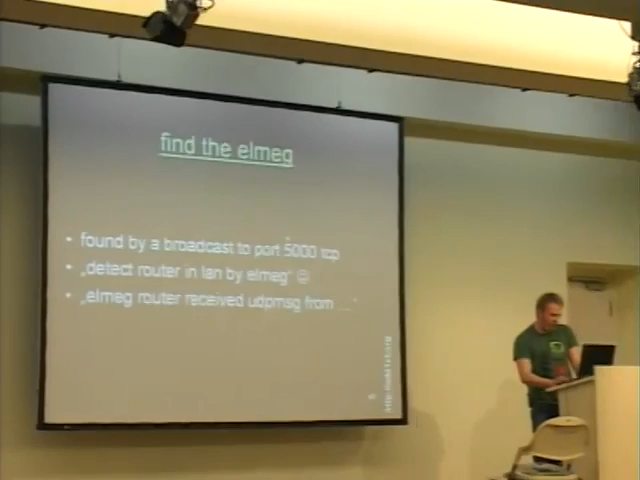 find the elmeg
• found by a broadcast to port 5000 tcp
• „detect router in lan by elmeg“ ☺
• „elmeg router received udpmsg from ...“